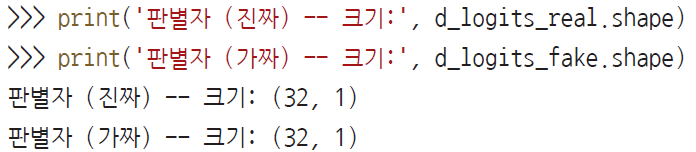 >>> print('판별자 (진짜) -- 크기:', d_logits_real.shape)
>>> print('판별자 (가짜) -- 크기:', d_logits_fake.shape)
판별자 (진짜) -- 크기: (32, 1)
판별자 (가짜) -- 크기: (32, 1)